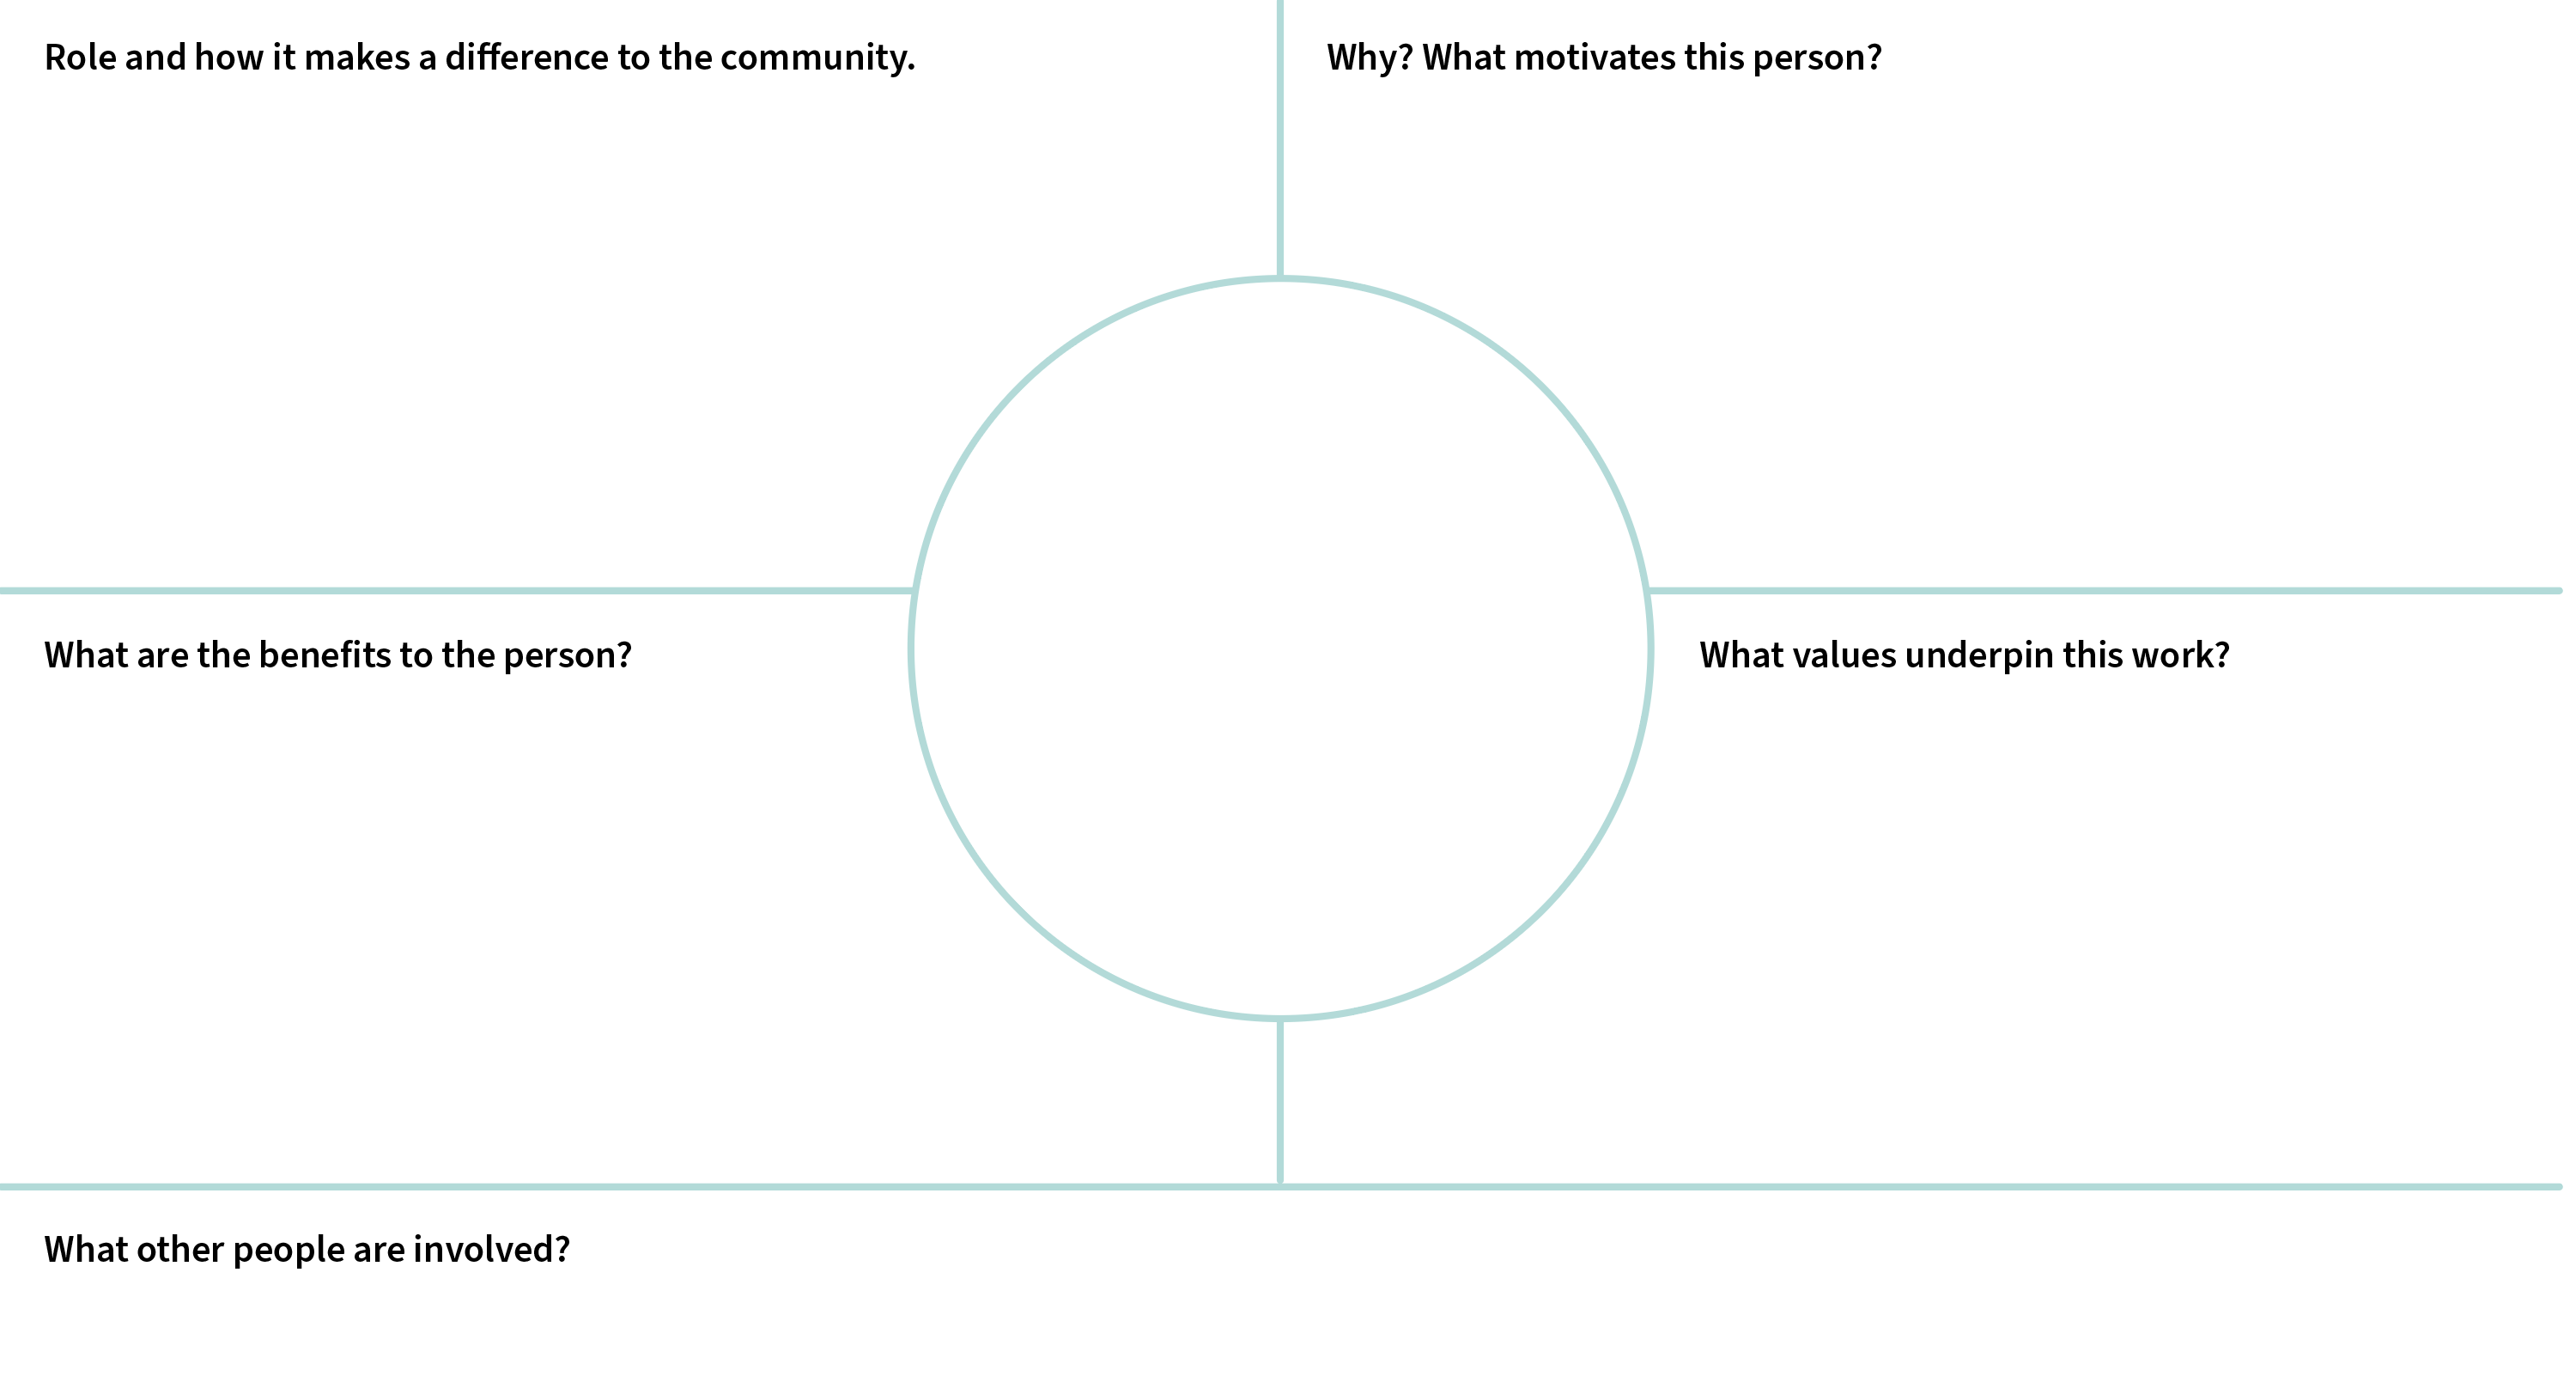 Role and how it makes a difference to the community.
Why? What motivates this person?
What are the benefits to the person?
What values underpin this work?
What other people are involved?